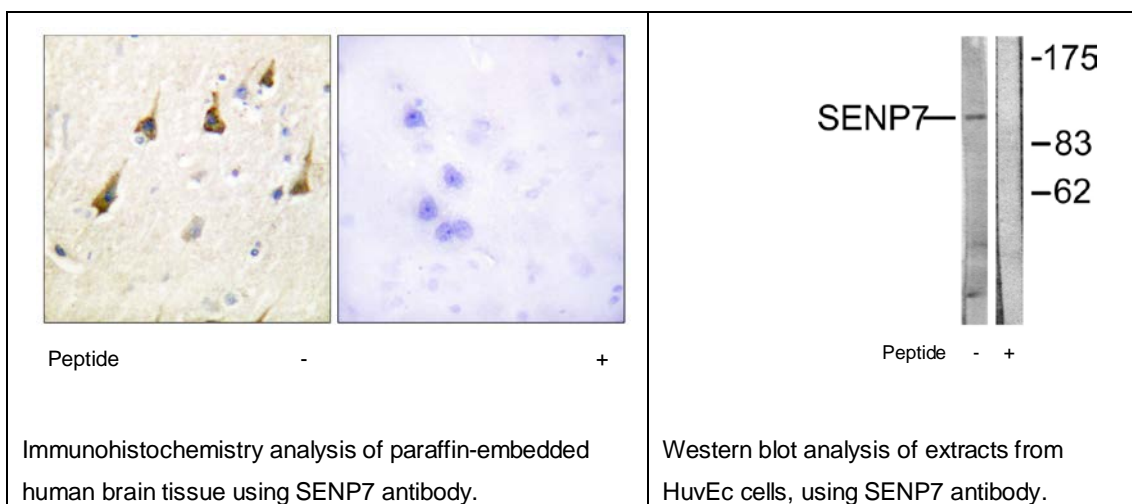 Peptide - +
Immunohistochemistry analysis of paraffin-embedded
human brain tissue using SENP7 antibody.
-175
SENP7—
–83
–62
Peptide - +
Western blot analysis of extracts from
HuvEc cells, using SENP7 antibody.